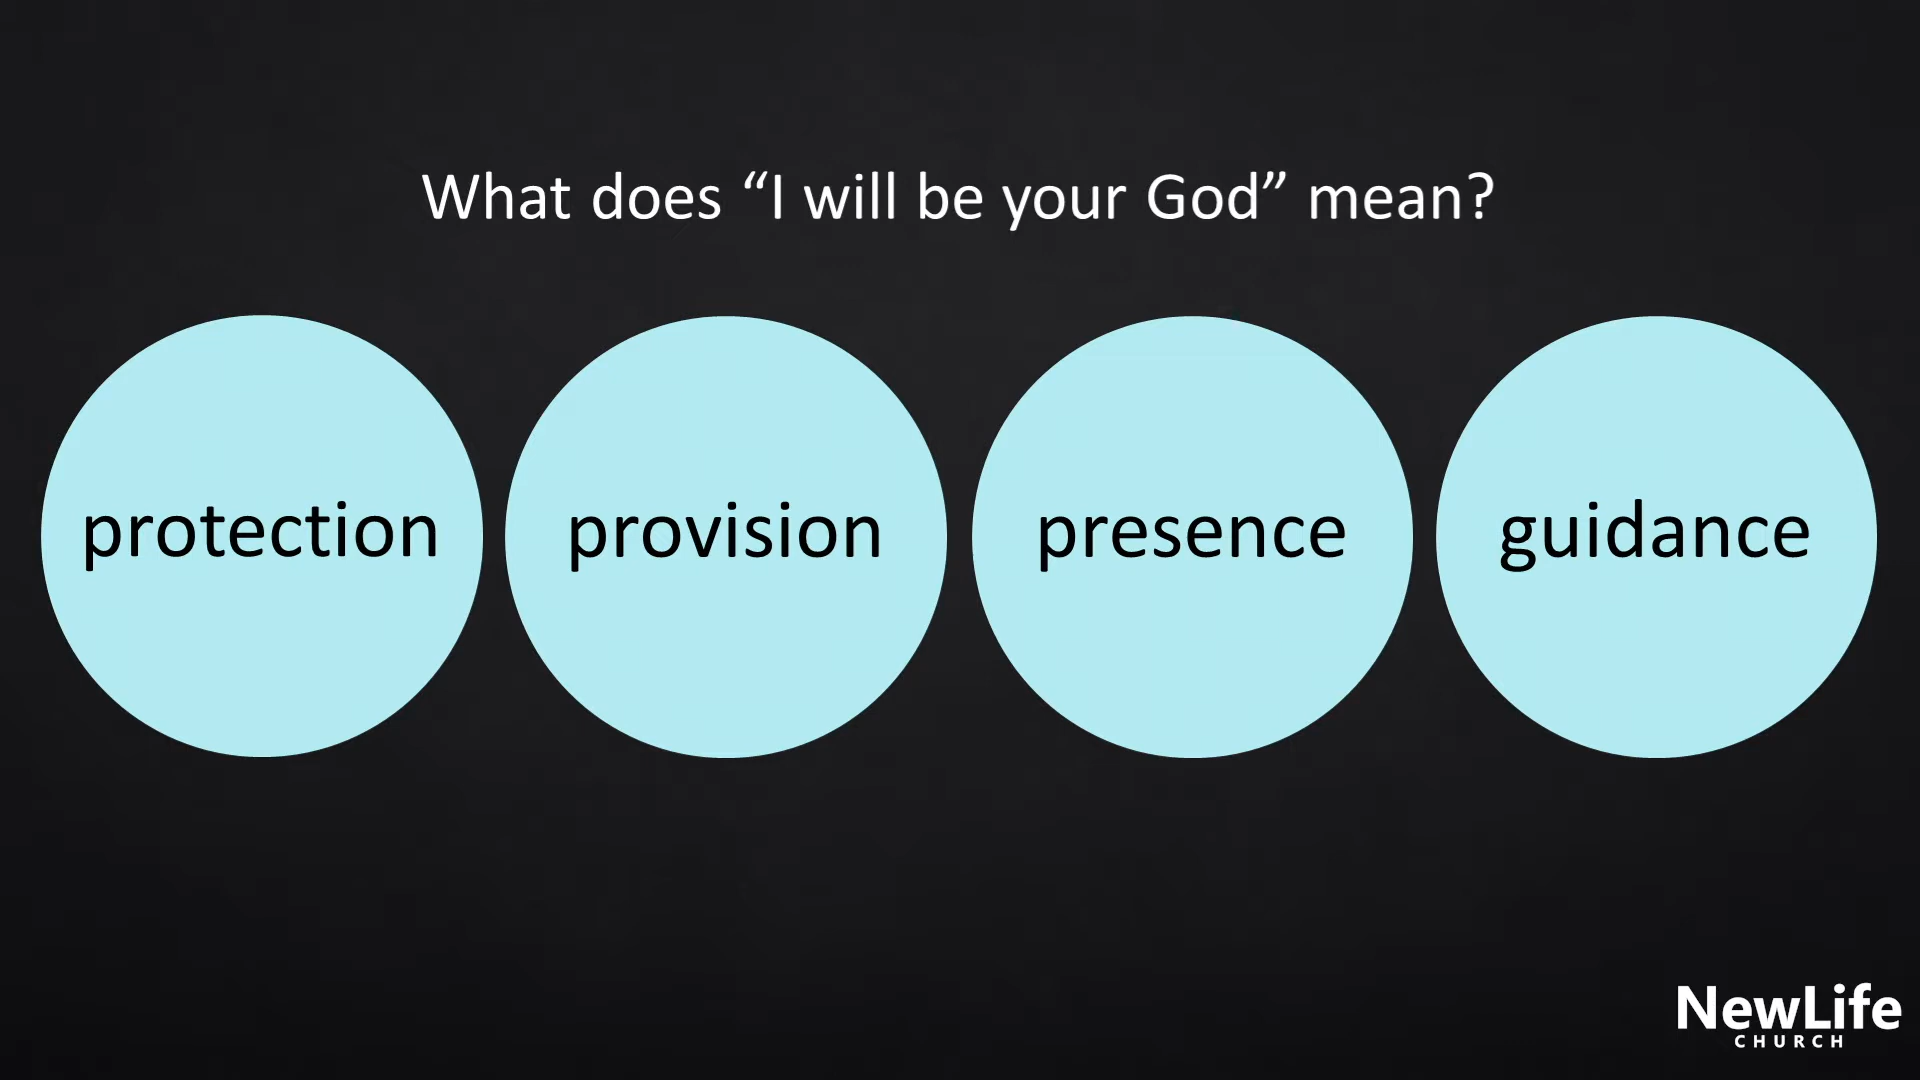 What does “I will be your God” mean?
protection
provision
presence
guidance
NewLife
CHURCH